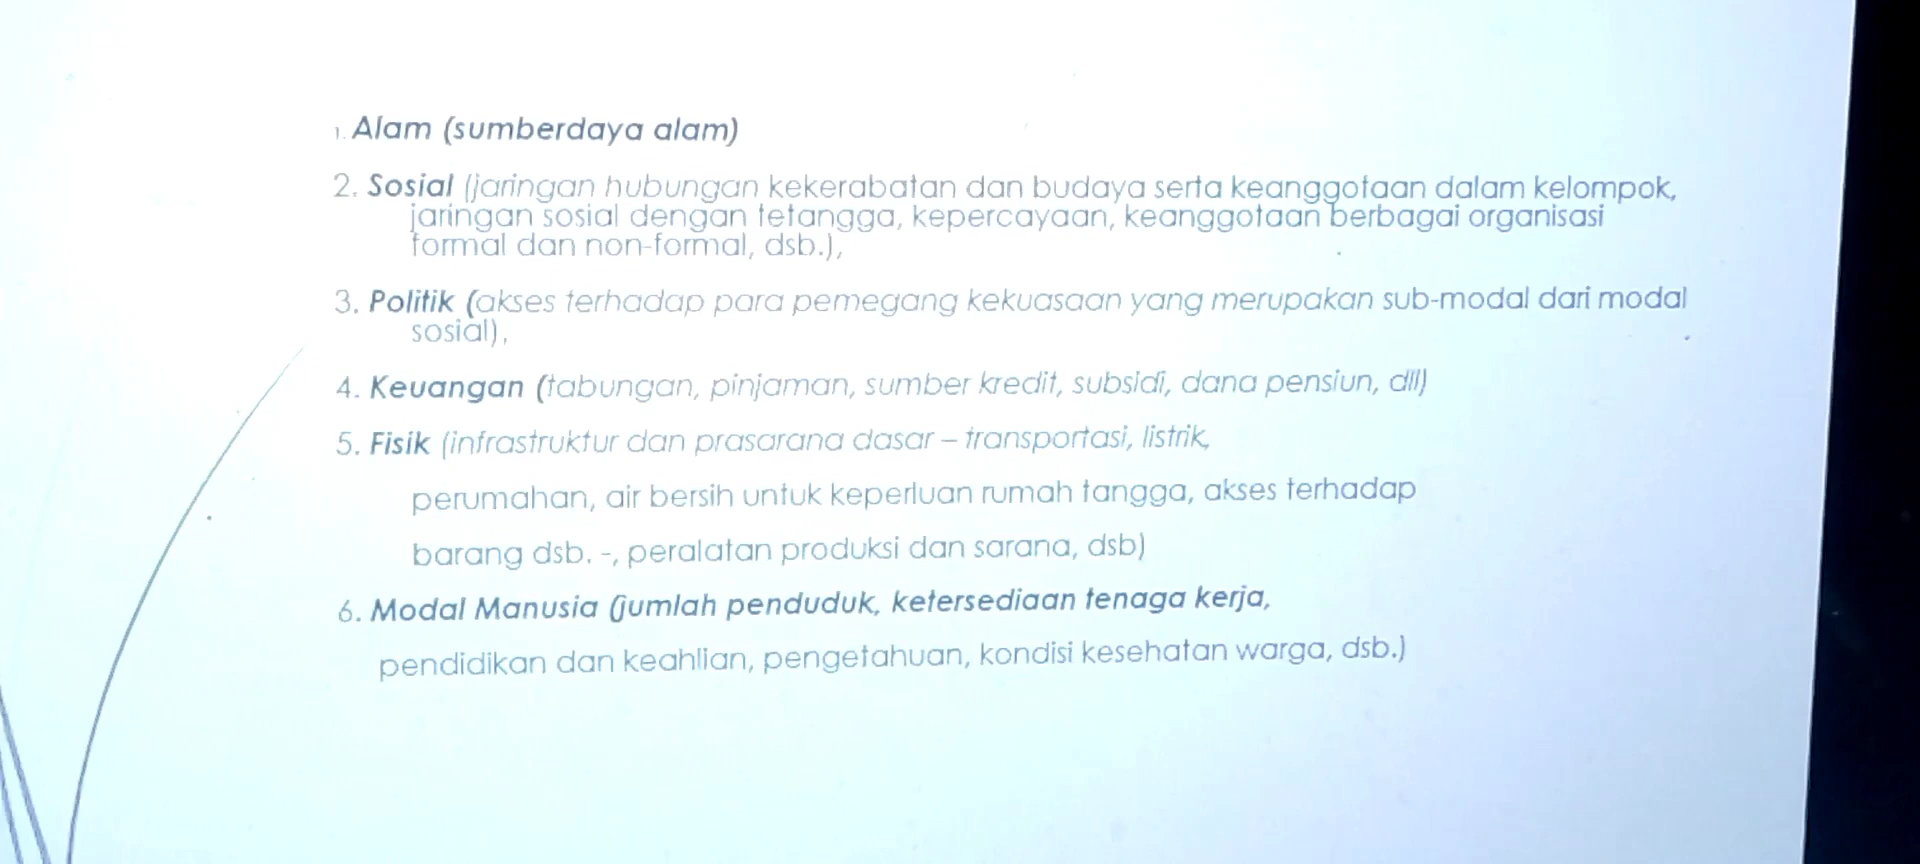 1. Alam (sumberdaya alam)
2. Sosial (jaringan hubungan kekerabatan dan budaya serta keanggotaan dalam kelompok,
jaringan sosial dengan tetangga, kepercayaan, keanggotaan berbagai organisasi
formal dan non-formal, dsb.),
3. Politik (akses terhadap para pemegang kekuasaan yang merupakan sub-modal dari modal
sosial),
4. Keuangan (tabungan, pinjaman, sumber kredit, subsidi, dana pensiun, dll)
5. Fisik (infrastruktur dan prasarana dasar – transportasi, listrik,
perumahan, air bersih untuk keperluan rumah tangga, akses terhadap
barang dsb. -, peralatan produksi dan sarana, dsb)
6. Modal Manusia (jumlah penduduk, ketersediaan tenaga kerja,
pendidikan dan keahlian, pengetahuan, kondisi kesehatan warga, dsb.)